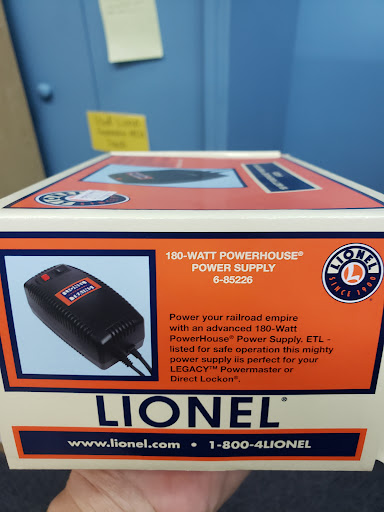 LIONEL
180-WATT POWERHOUSE®
POWER SUPPLY
6-85226
LIONEL
L
SINCE 1900
Power your railroad empire
with an advanced 180-Watt
PowerHouse® Power Supply. ETL -
listed for safe operation this mighty
power supply iis perfect for your
LEGACY™ Powermaster or
Direct Lockon®.
LIONEL®
www.lionel.com • 1-800-4LIONEL